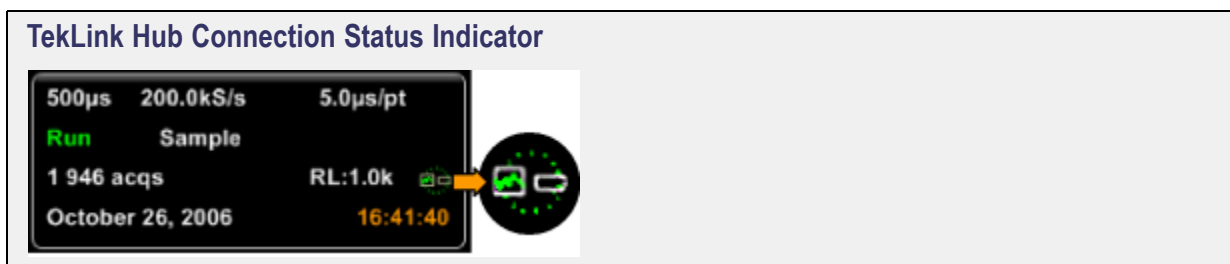 TekLink Hub Connection Status Indicator
500µs 200.0kS/s 5.0µs/pt
Run Sample
1 946 acqs RL:1.0k
October 26, 2006 16:41:40